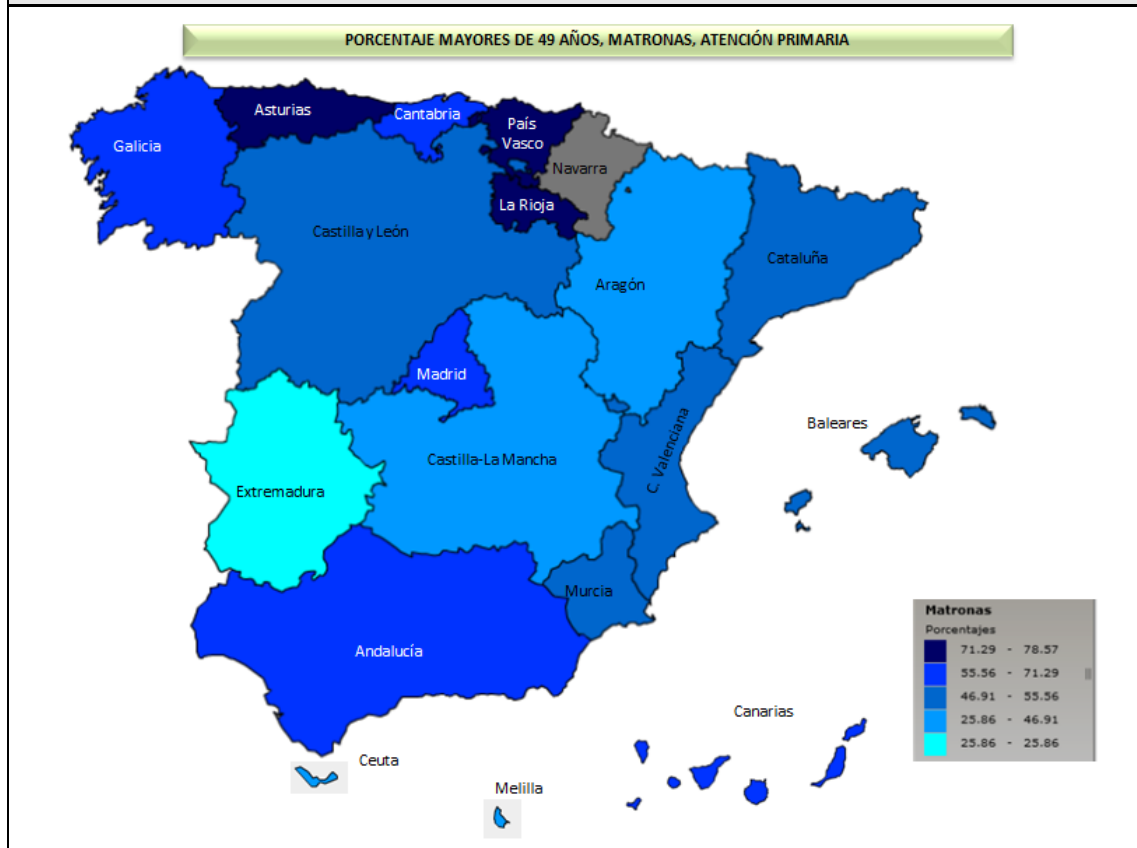 PORCENTAJE MAYORES DE 49 AÑOS, MATRONAS, ATENCIÓN PRIMARIA
Asturias
Cantabria
País
Vasco
Galicia
Navarra
La Rioja
Castilla y León
Cataluña
Aragón
Madrid
Baleares
C. Valenciana
Castilla-La Mancha
Extremadura
Murcia
Andalucía
Matronas
Porcentajes
71.29 - 78.57
55.56 - 71.29
46.91 - 55.56
25.86 - 46.91
25.86 - 25.86
Canarias
Ceuta
Melilla